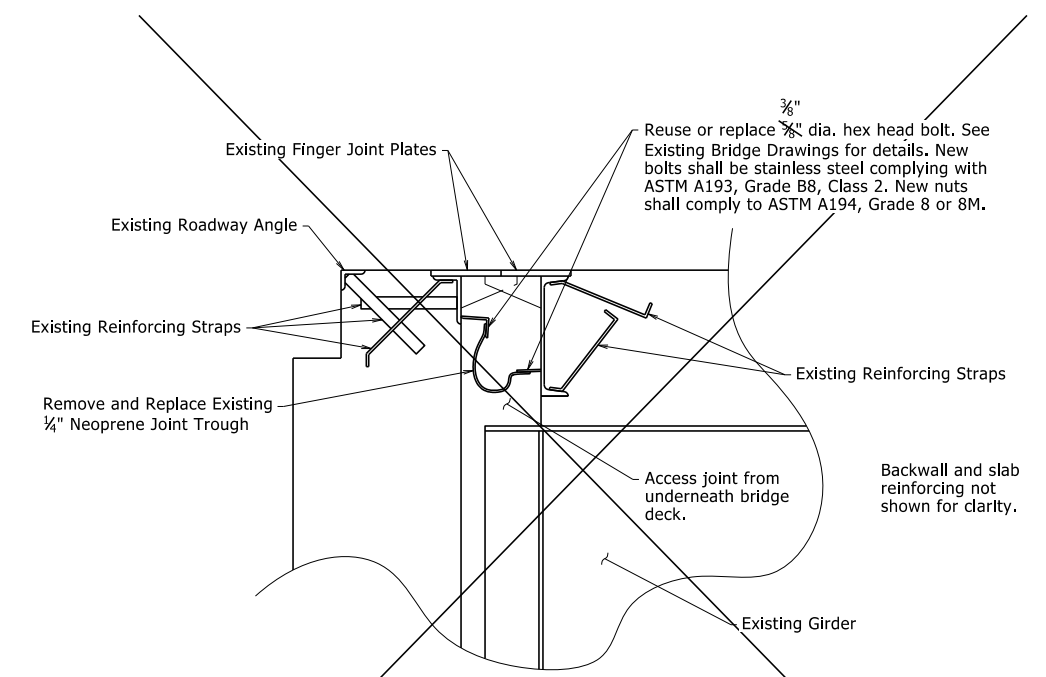 ⅜"
Reuse or replace ⅝" dia. hex head bolt. See
Existing Bridge Drawings for details. New
bolts shall be stainless steel complying with
ASTM A193, Grade B8, Class 2. New nuts
shall comply to ASTM A194, Grade 8 or 8M.
Existing Finger Joint Plates
Existing Roadway Angle
Existing Reinforcing Straps
Existing Reinforcing Straps
Remove and Replace Existing
¼" Neoprene Joint Trough
Access joint from
underneath bridge
deck.
Backwall and slab
reinforcing not
shown for clarity.
Existing Girder